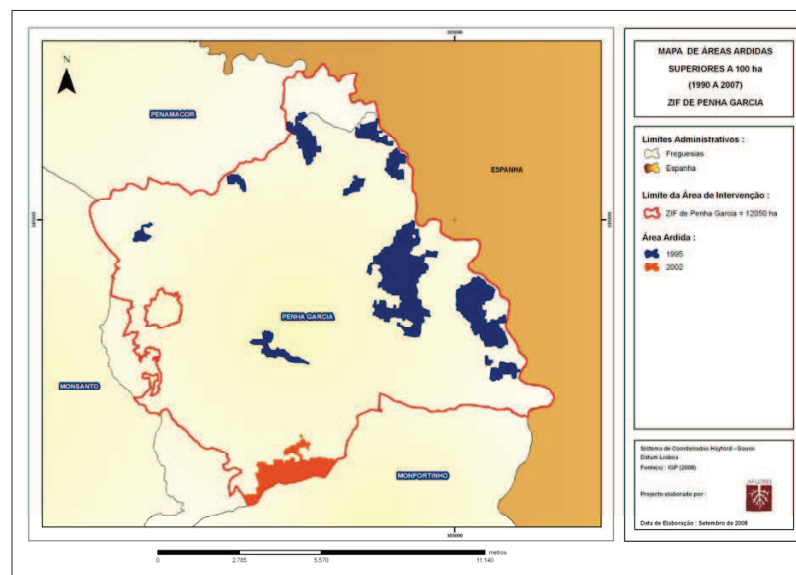 MAPA DE ÁREAS ARDIDAS
SUPERIORES A 100 ha
(1990 A 2007)
ZIF DE PENHA GARCIA
Limites Administrativos :
Freguesias
Espanha
Limite da Área de Intervenção :
ZIF de Penha Garcia = 12050 ha
Área Ardida :
1995
2002
Sistema de Coordenadas Hayford - Gauss
Datum Lisboa
Fonte(s) : IGP (2008)
Projecto elaborado por :
AFLOBEI
Data de Elaboração : Setembro de 2008
N
PENAMACOR
ESPANHA
PENHA GARCIA
MONSANTO
MONFORTINHO
metros
0 2.785 5.570 11.140